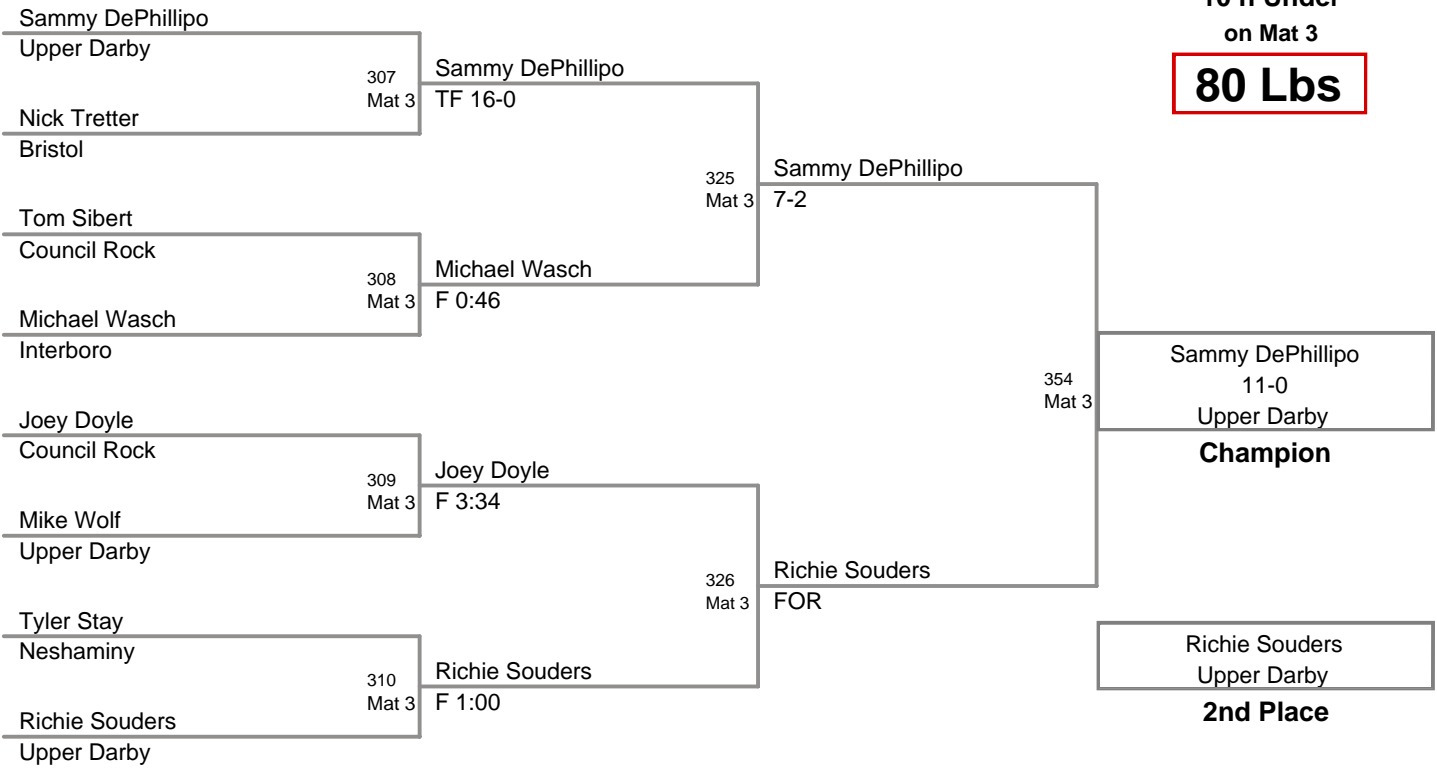 10 n Under
on Mat 3
80 Lbs
Sammy DePhillipo
Upper Darby
307
Mat 3
Sammy DePhillipo
TF 16-0
Nick Tretter
Bristol
325
Mat 3
Sammy DePhillipo
7-2
Tom Sibert
Council Rock
308
Mat 3
Michael Wasch
F 0:46
Michael Wasch
Interboro
354
Mat 3
Sammy DePhillipo
11-0
Upper Darby
Champion
Joey Doyle
Council Rock
309
Mat 3
Joey Doyle
F 3:34
Mike Wolf
Upper Darby
326
Mat 3
Richie Souders
FOR
Tyler Stay
Neshaminy
310
Mat 3
Richie Souders
F 1:00
Richie Souders
Upper Darby
Richie Souders
Upper Darby
2nd Place